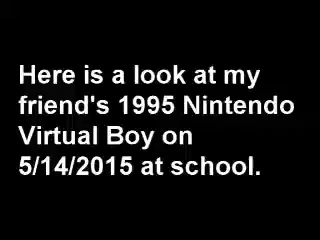 Here is a look at my
friend's 1995 Nintendo
Virtual Boy on
5/14/2015 at school.